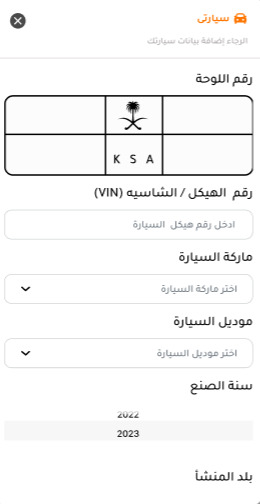 سيارتى
الرجاء إضافة بيانات سيارتك
رقم اللوحة
K S A
رقم الهيكل / الشاسيه (VIN)
ادخل رقم هيكل السيارة
ماركة السيارة
اختر ماركة السيارة
موديل السيارة
اختر موديل السيارة
سنة الصنع
2022
2023
بلد المنشأ